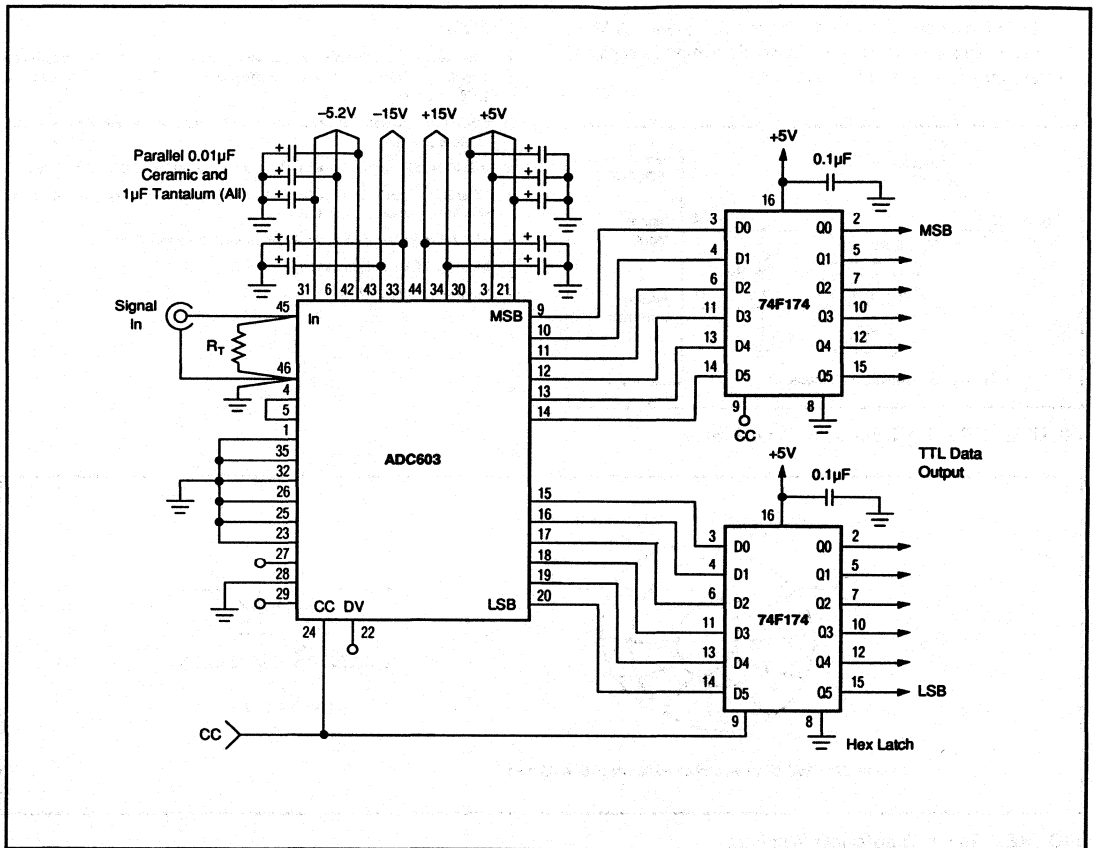 –5.2V –15V +15V +5V
Parallel 0.01µF
Ceramic and
1µF Tantalum (All)
+ + + + + + + + + +
31 6 42 43 33 44 34 30 3 21
Signal
In
45
In
R_T
46
4
5
1
35
32
26
25
23
27
28
29
ADC603
MSB
9
10
11
12
13
14
15
16
17
18
19
20
LSB
CC DV
24 22
CC
+5V
0.1µF
16
3 D0 Q0 2 MSB
4 D1 Q1 5
6 D2 Q2 7
74F174
11 D3 Q3 10
13 D4 Q4 12
14 D5 Q5 15
9 8
CC
TTL Data
Output
+5V
0.1µF
16
3 D0 Q0 2
4 D1 Q1 5
6 D2 Q2 7
74F174
11 D3 Q3 10
13 D4 Q4 12
14 D5 Q5 15 LSB
9 8
Hex Latch